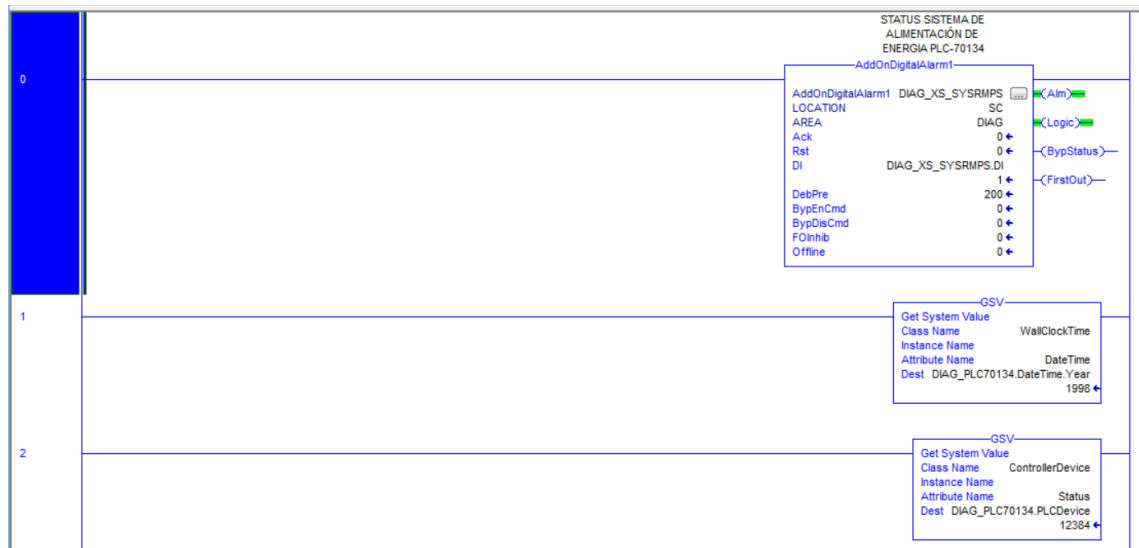 0
STATUS SISTEMA DE
ALIMENTACIÓN DE
ENERGIA PLC-70134
AddOnDigitalAlarm1
AddOnDigitalAlarm1 DIAG_XS_SYSRMPS ... (Alm)
LOCATION SC
AREA DIAG (Logic)
Ack 0
Rst 0 (BypStatus)
DI DIAG_XS_SYSRMPS.DI
1 (FirstOut)
DebPre 200
BypEnCmd 0
BypDisCmd 0
FOInhib 0
Offline 0
1
GSV
Get System Value
Class Name WallClockTime
Instance Name
Attribute Name DateTime
Dest DIAG_PLC70134.DateTime.Year
1998
2
GSV
Get System Value
Class Name ControllerDevice
Instance Name
Attribute Name Status
Dest DIAG_PLC70134.PLCDevice
12384